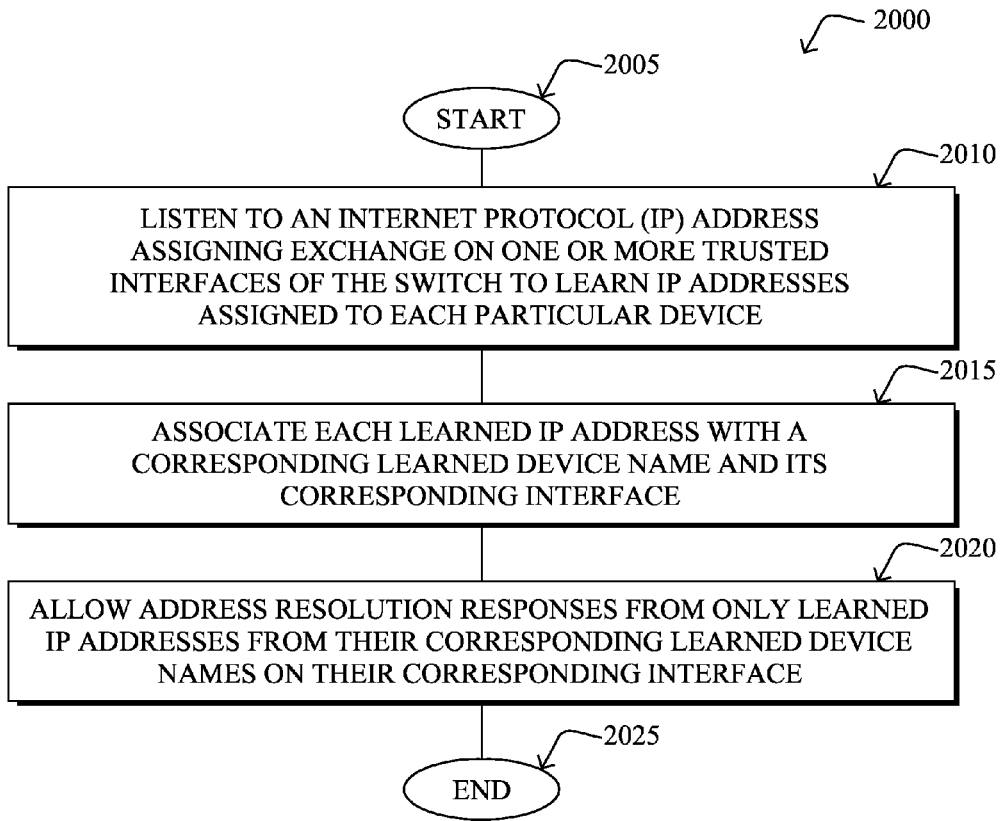 2000
2005
START
2010
LISTEN TO AN INTERNET PROTOCOL (IP) ADDRESS
ASSIGNING EXCHANGE ON ONE OR MORE TRUSTED
INTERFACES OF THE SWITCH TO LEARN IP ADDRESSES
ASSIGNED TO EACH PARTICULAR DEVICE
2015
ASSOCIATE EACH LEARNED IP ADDRESS WITH A
CORRESPONDING LEARNED DEVICE NAME AND ITS
CORRESPONDING INTERFACE
2020
ALLOW ADDRESS RESOLUTION RESPONSES FROM ONLY LEARNED
IP ADDRESSES FROM THEIR CORRESPONDING LEARNED DEVICE
NAMES ON THEIR CORRESPONDING INTERFACE
2025
END